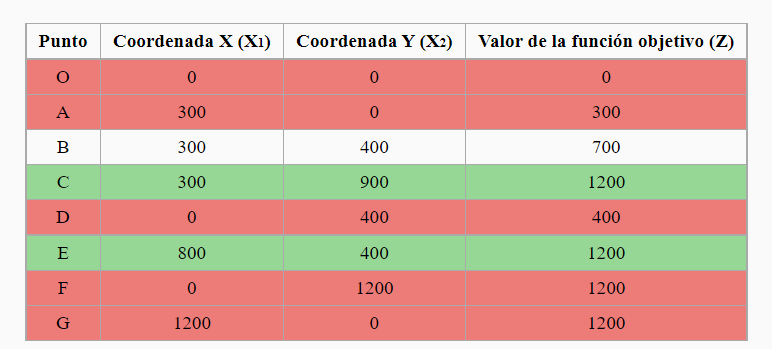 Punto Coordenada X (X₁) Coordenada Y (X₂) Valor de la función objetivo (Z)
O 0 0 0
A 300 0 300
B 300 400 700
C 300 900 1200
D 0 400 400
E 800 400 1200
F 0 1200 1200
G 1200 0 1200